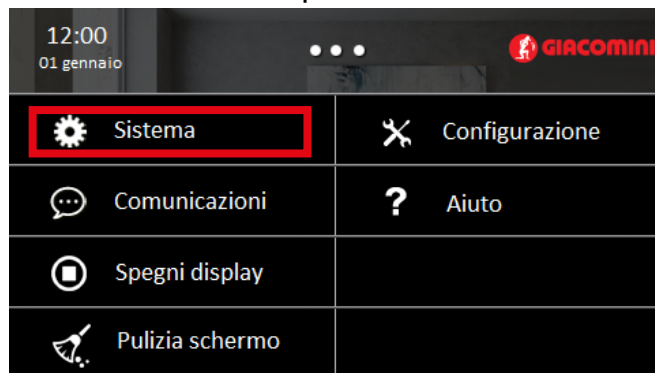 12:00
01 gennaio
GIACOMINI
Sistema
Configurazione
Comunicazioni
? Aiuto
Spegni display
Pulizia schermo